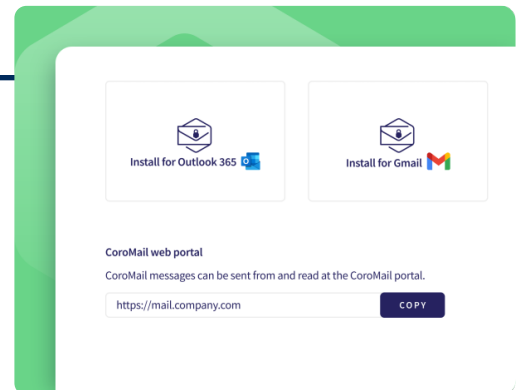 Install for Outlook 365
Install for Gmail
CoroMail web portal
CoroMail messages can be sent from and read at the CoroMail portal.
https://mail.company.com
COPY